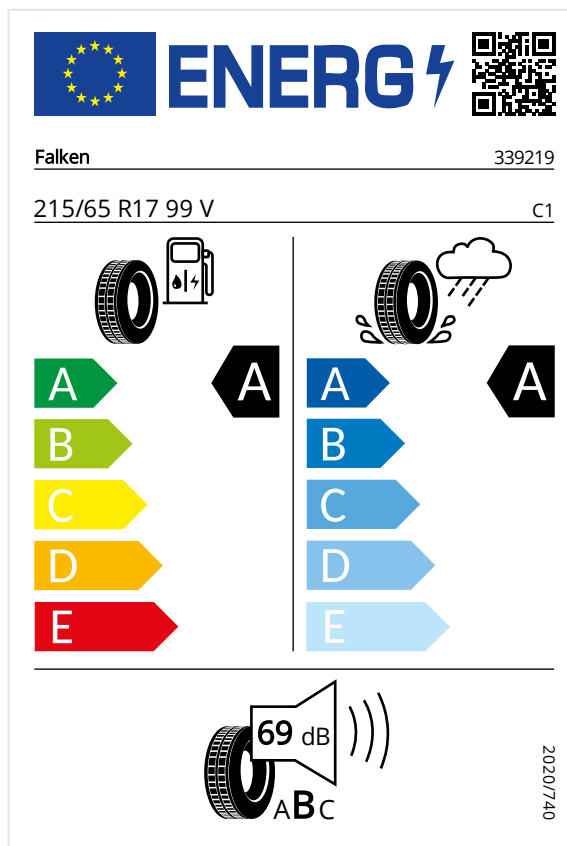 ENERG
Falken
339219
215/65 R17 99 V
C1
A
A
B
C
D
E
A
A
B
C
D
E
69 dB
ABC
2020/740